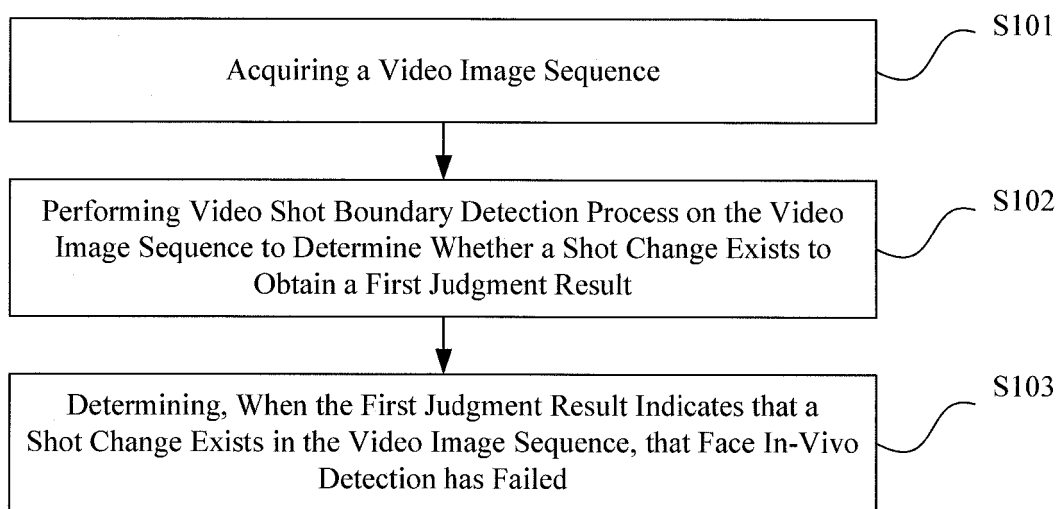 S101
Acquiring a Video Image Sequence
S102
Performing Video Shot Boundary Detection Process on the Video
Image Sequence to Determine Whether a Shot Change Exists to
Obtain a First Judgment Result
S103
Determining, When the First Judgment Result Indicates that a
Shot Change Exists in the Video Image Sequence, that Face In-Vivo
Detection has Failed